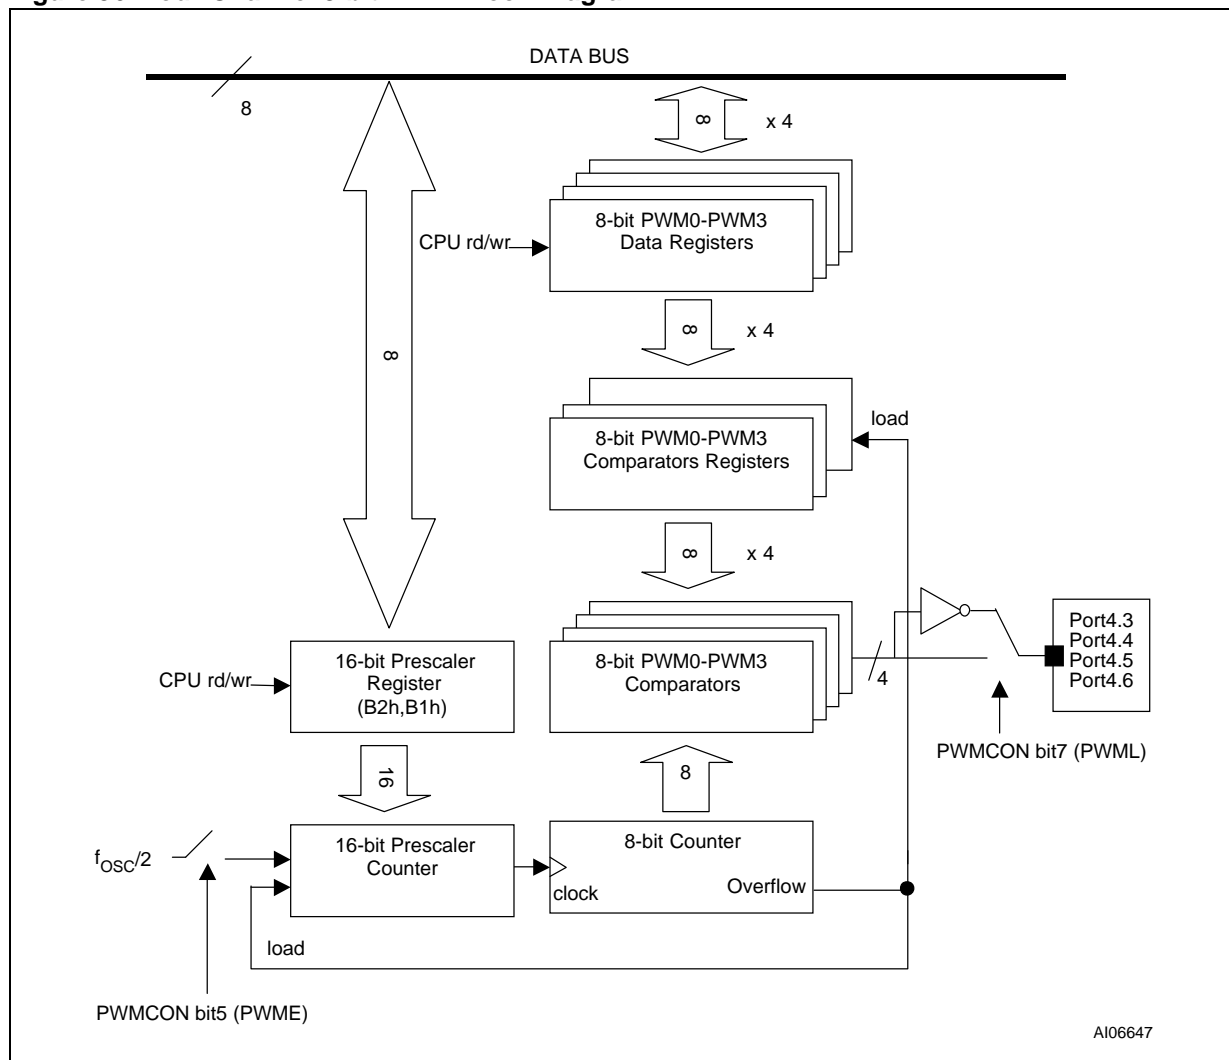 DATA BUS
8
8
x 4
8-bit PWM0-PWM3
Data Registers
CPU rd/wr
8
x 4
8
8-bit PWM0-PWM3
Comparators Registers
load
8
x 4
16-bit Prescaler
Register
(B2h,B1h)
CPU rd/wr
8-bit PWM0-PWM3
Comparators
4
Port4.3
Port4.4
Port4.5
Port4.6
PWMCON bit7 (PWML)
16
8
fOSC/2
16-bit Prescaler
Counter
8-bit Counter
clock
Overflow
load
PWMCON bit5 (PWME)
AI06647